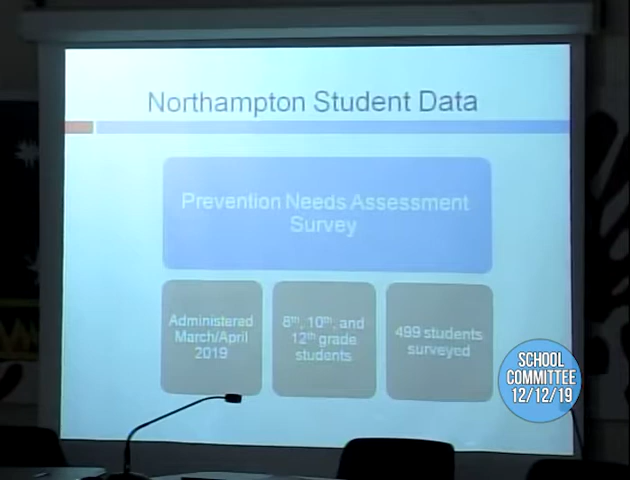 Northampton Student Data
Prevention Needs Assessment
Survey
Administered
March/April
2019
8th, 10th, and
12th grade
students
499 students
surveyed
SCHOOL
COMMITTEE
12/12/19